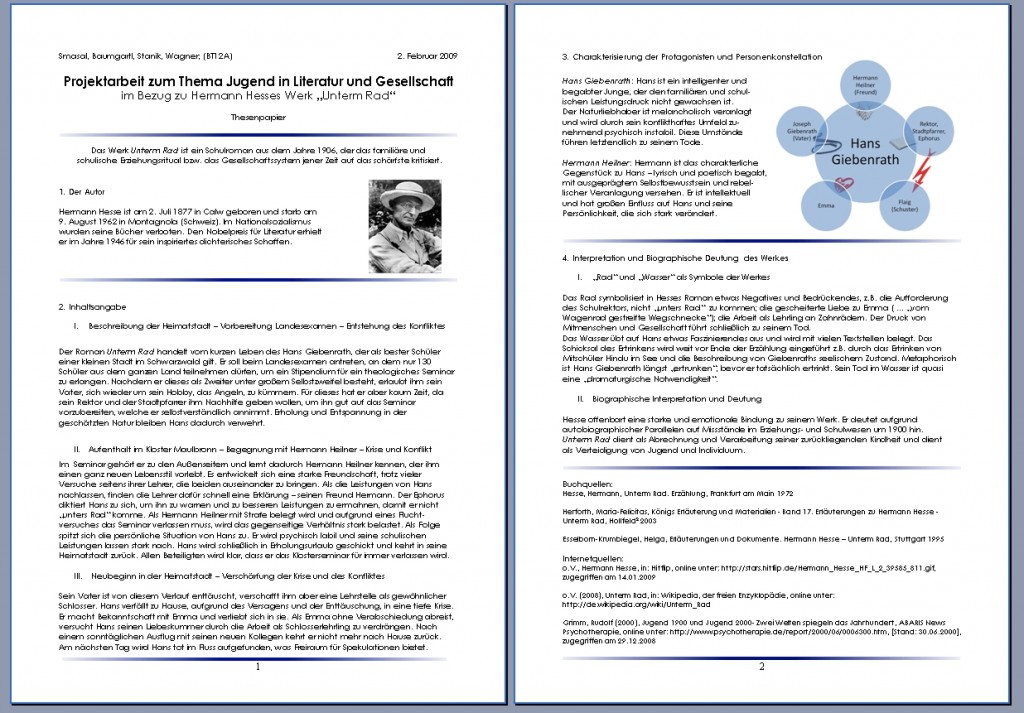 Smasal, Baumgartl, Stanik, Wagner, (BT12A) 2. Februar 2009
Projektarbeit zum Thema Jugend in Literatur und Gesellschaft
im Bezug zu Hermann Hesses Werk „Unterm Rad“
Thesenpapier
Das Werk Unterm Rad ist ein Schulroman aus dem Jahre 1906, der das familiäre und
schulische Erziehungsritual bzw. das Gesellschaftssystem jener Zeit auf das schärfste kritisiert.
1. Der Autor
Hermann Hesse ist am 2. Juli 1877 in Calw geboren und starb am
9. August 1962 in Montagnola (Schweiz). Im Nationalsozialismus
wurden seine Bücher verboten. Den Nobelpreis für Literatur erhielt
er im Jahre 1946 für sein inspiriertes dichterisches Schaffen.
2. Inhaltsangabe
I. Beschreibung der Heimatstadt – Vorbereitung Landesexamen – Entstehung des Konfliktes
Der Roman Unterm Rad handelt vom kurzen Leben des Hans Giebenrath, der als bester Schüler
einer kleinen Stadt im Schwarzwald gilt. Er soll beim Landesexamen antreten, an dem nur 130
Schüler aus dem ganzen Land teilnehmen dürfen, um ein Stipendium für ein theologisches Seminar
zu erlangen. Nachdem er dieses als Zweiter unter großem Selbstzweifel besteht, erlaubt ihm sein
Vater, sich wieder um sein Hobby, das Angeln, zu kümmern. Für dieses hat er aber kaum Zeit, da
sein Rektor und der Stadtpfarrer ihm Nachhilfe geben wollen, um ihn gut auf das Seminar
vorzubereiten, welche er selbstverständlich annimmt. Erholung und Entspannung in der
geschätzten Natur bleiben Hans dadurch verwehrt.
II. Aufenthalt im Kloster Maulbronn – Begegnung mit Hermann Heilner – Krise und Konflikt
Im Seminar gehört er zu den Außenseitern und lernt dadurch Hermann Heilner kennen, der ihm
einen ganz neuen Lebensstil vorlebt. Es entwickelt sich eine starke Freundschaft, trotz vieler
Versuche seitens ihrer Lehrer, die beiden auseinander zu bringen. Als die Leistungen von Hans
nachlassen, finden die Lehrer dafür schnell eine Erklärung – seinen Freund Hermann. Der Ephorus
diktiert Hans zu sich, um ihn zu warnen und zu besseren Leistungen zu ermahnen, damit er nicht
„unters Rad“ komme. Als Hermann Heilner mit Strafe belegt wird und aufgrund eines Flucht-
versuches das Seminar verlassen muss, wird das gegenseitige Verhältnis stark belastet. Als Folge
spitzt sich die persönliche Situation von Hans zu. Er wird psychisch labil und seine schulischen
Leistungen lassen stark nach. Hans wird schließlich in Erholungsurlaub geschickt und kehrt in seine
Heimatstadt zurück. Allen Beteiligten wird klar, dass er das Klosterseminar für immer verlassen wird.
III. Neubeginn in der Heimatstadt – Verschärfung der Krise und des Konfliktes
Sein Vater ist von diesem Verlauf enttäuscht, verschafft ihm aber eine Lehrstelle als gewöhnlicher
Schlosser. Hans verfällt zu Hause, aufgrund des Versagens und der Enttäuschung, in eine tiefe Krise.
Er macht Bekanntschaft mit Emma und verliebt sich in sie. Als Emma ohne Verabschiedung abreist,
versucht Hans seinen Liebeskummer durch die Arbeit als Schlosserlehrling zu verdrängen. Nach
einem sonntäglichen Ausflug mit seinen neuen Kollegen kehrt er nicht mehr nach Hause zurück.
Am nächsten Tag wird Hans tot im Fluss aufgefunden, was Freiraum für Spekulationen bietet.
1
3. Charakterisierung der Protagonisten und Personenkonstellation
Hans Giebenrath: Hans ist ein intelligenter und
begabter Junge, der den familiären und schul-
ischen Leistungsdruck nicht gewachsen ist.
Der Naturliebhaber ist melancholisch veranlagt
und wird durch sein konflikthaftes Umfeld zu-
nehmend psychisch instabil. Diese Umstände
führen letztendlich zu seinem Tode.
Hermann Heilner: Hermann ist das charakterliche
Gegenstück zu Hans – lyrisch und poetisch begabt,
mit ausgeprägtem Selbstbewusstsein und rebel-
lischer Veranlagung versehen. Er ist intellektuell
und hat großen Einfluss auf Hans und seine
Persönlichkeit, die sich stark verändert.
Hermann
Heilner
(Freund)
Joseph
Giebenrath
(Vater)
Rektor,
Stadtpfarrer,
Ephorus
Hans
Giebenrath
Emma
Flaig
(Schuster)
4. Interpretation und Biographische Deutung des Werkes
I. „Rad“ und „Wasser“ als Symbole der Werkes
Das Rad symbolisiert in Hesses Roman etwas Negatives und Bedrückendes, z.B. die Aufforderung
des Schulrektors, nicht „unters Rad“ zu kommen; die gescheiterte Liebe zu Emma ( ... „vom
Wagenrad gestreifte Wegschnecke“); die Arbeit als Lehrling an Zahnrädern. Der Druck von
Mitmenschen und Gesellschaft führt schließlich zu seinem Tod.
Das Wasser übt auf Hans etwas Faszinierendes aus und wird mit vielen Textstellen belegt. Das
Schicksal des Ertrinkens wird weit vor Ende der Erzählung eingeführt z.B. durch das Ertrinken von
Mitschüler Hindu im See und die Beschreibung von Giebenraths seelischem Zustand. Metaphorisch
ist Hans Giebenrath längst „ertrunken“, bevor er tatsächlich ertrinkt. Sein Tod im Wasser ist quasi
eine „dramaturgische Notwendigkeit“.
II. Biographische Interpretation und Deutung
Hesse offenbart eine starke und emotionale Bindung zu seinem Werk. Er deutet aufgrund
autobiographischer Parallelen auf Missstände im Erziehungs- und Schulwesen um 1900 hin.
Unterm Rad dient als Abrechnung und Verarbeitung seiner zurückliegenden Kindheit und dient
als Verteidigung von Jugend und Individuum.
Buchquellen:
Hesse, Hermann, Unterm Rad. Erzählung, Frankfurt am Main 1972
Herforth, Maria-Felicitas, Königs Erläuterung und Materialien - Band 17. Erläuterungen zu Hermann Hesse -
Unterm Rad, Hollfeld⁵2003
Esselborn-Krumbiegel, Helga, Erläuterungen und Dokumente. Hermann Hesse – Unterm Rad, Stuttgart 1995
Internetquellen:
o.V., Hermann Hesse, in: Hitflip, online unter: http://stars.hitflip.de/Hermann_Hesse_HP_L_2_39585_811.gif,
zugegriffen am 14.01.2009
o.V. (2008), Unterm Rad, in: Wikipedia, der freien Enzyklopädie, online unter:
http://de.wikipedia.org/wiki/Unterm_Rad
Grimm, Rudolf (2000), Jugend 1900 und Jugend 2000- Zwei Welten spiegeln das Jahrhundert, ABARIS News
Psychotherapie, online unter: http://www.psychotherapie.de/report/2000/06/0006300.htm, [Stand: 30.06.2000],
zugegriffen am 29.12.2008
2